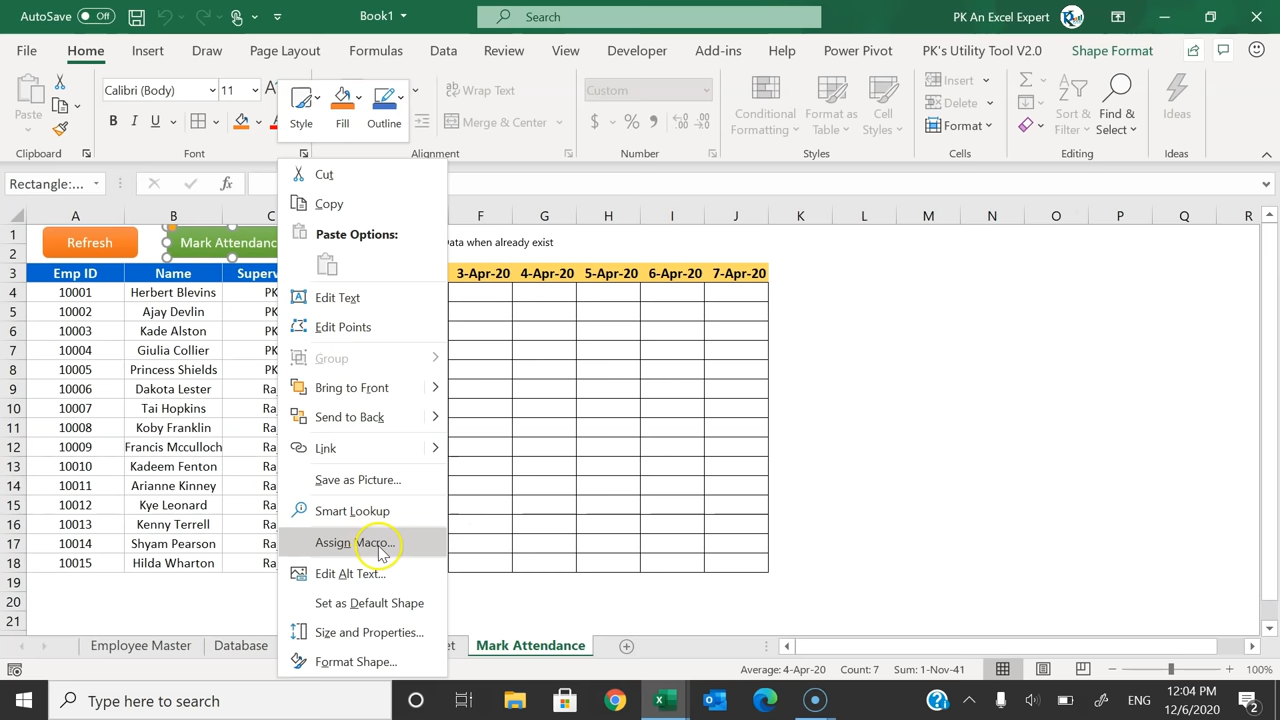 AutoSave Off Book1 Search PK An Excel Expert
File Home Insert Draw Page Layout Formulas Data Review View Developer Add-ins Help Power Pivot PK's Utility Tool V2.0 Shape Format
Paste
Calibri (Body) 11
B I U
Style Fill Outline
Wrap Text
Merge & Center
Custom
$ % 9
Conditional Formatting
Format as Table
Cell Styles
Insert
Delete
Format
Sort & Filter
Find & Select
Ideas
Clipboard Font Alignment Number Styles Cells Editing Ideas
Rectangle:... fx
A B C F G H I J K L M N O P Q R
1 Refresh Mark Attendance ata when already exist
2
3 Emp ID Name Superv 3-Apr-20 4-Apr-20 5-Apr-20 6-Apr-20 7-Apr-20
4 10001 Herbert Blevins PK
5 10002 Ajay Devlin PK
6 10003 Kade Alston PK
7 10004 Giulia Collier PK
8 10005 Princess Shields PK
9 10006 Dakota Lester Ra
10 10007 Tai Hopkins Ra
11 10008 Koby Franklin Ra
12 10009 Francis Mcculloch Ra
13 10010 Kadeem Fenton Ra
14 10011 Arianne Kinney Ra
15 10012 Kye Leonard Ra
16 10013 Kenny Terrell Ra
17 10014 Shyam Pearson Ra
18 10015 Hilda Wharton Ra
19
20
21
Cut
Copy
Paste Options:
Edit Text
Edit Points
Group
Bring to Front
Send to Back
Link
Save as Picture...
Smart Lookup
Assign Macro...
Edit Alt Text...
Set as Default Shape
Size and Properties...
Format Shape...
Employee Master Database et Mark Attendance
Average: 4-Apr-20 Count: 7 Sum: 1-Nov-41 100%
Type here to search ENG 12:04 PM
12/6/2020 2